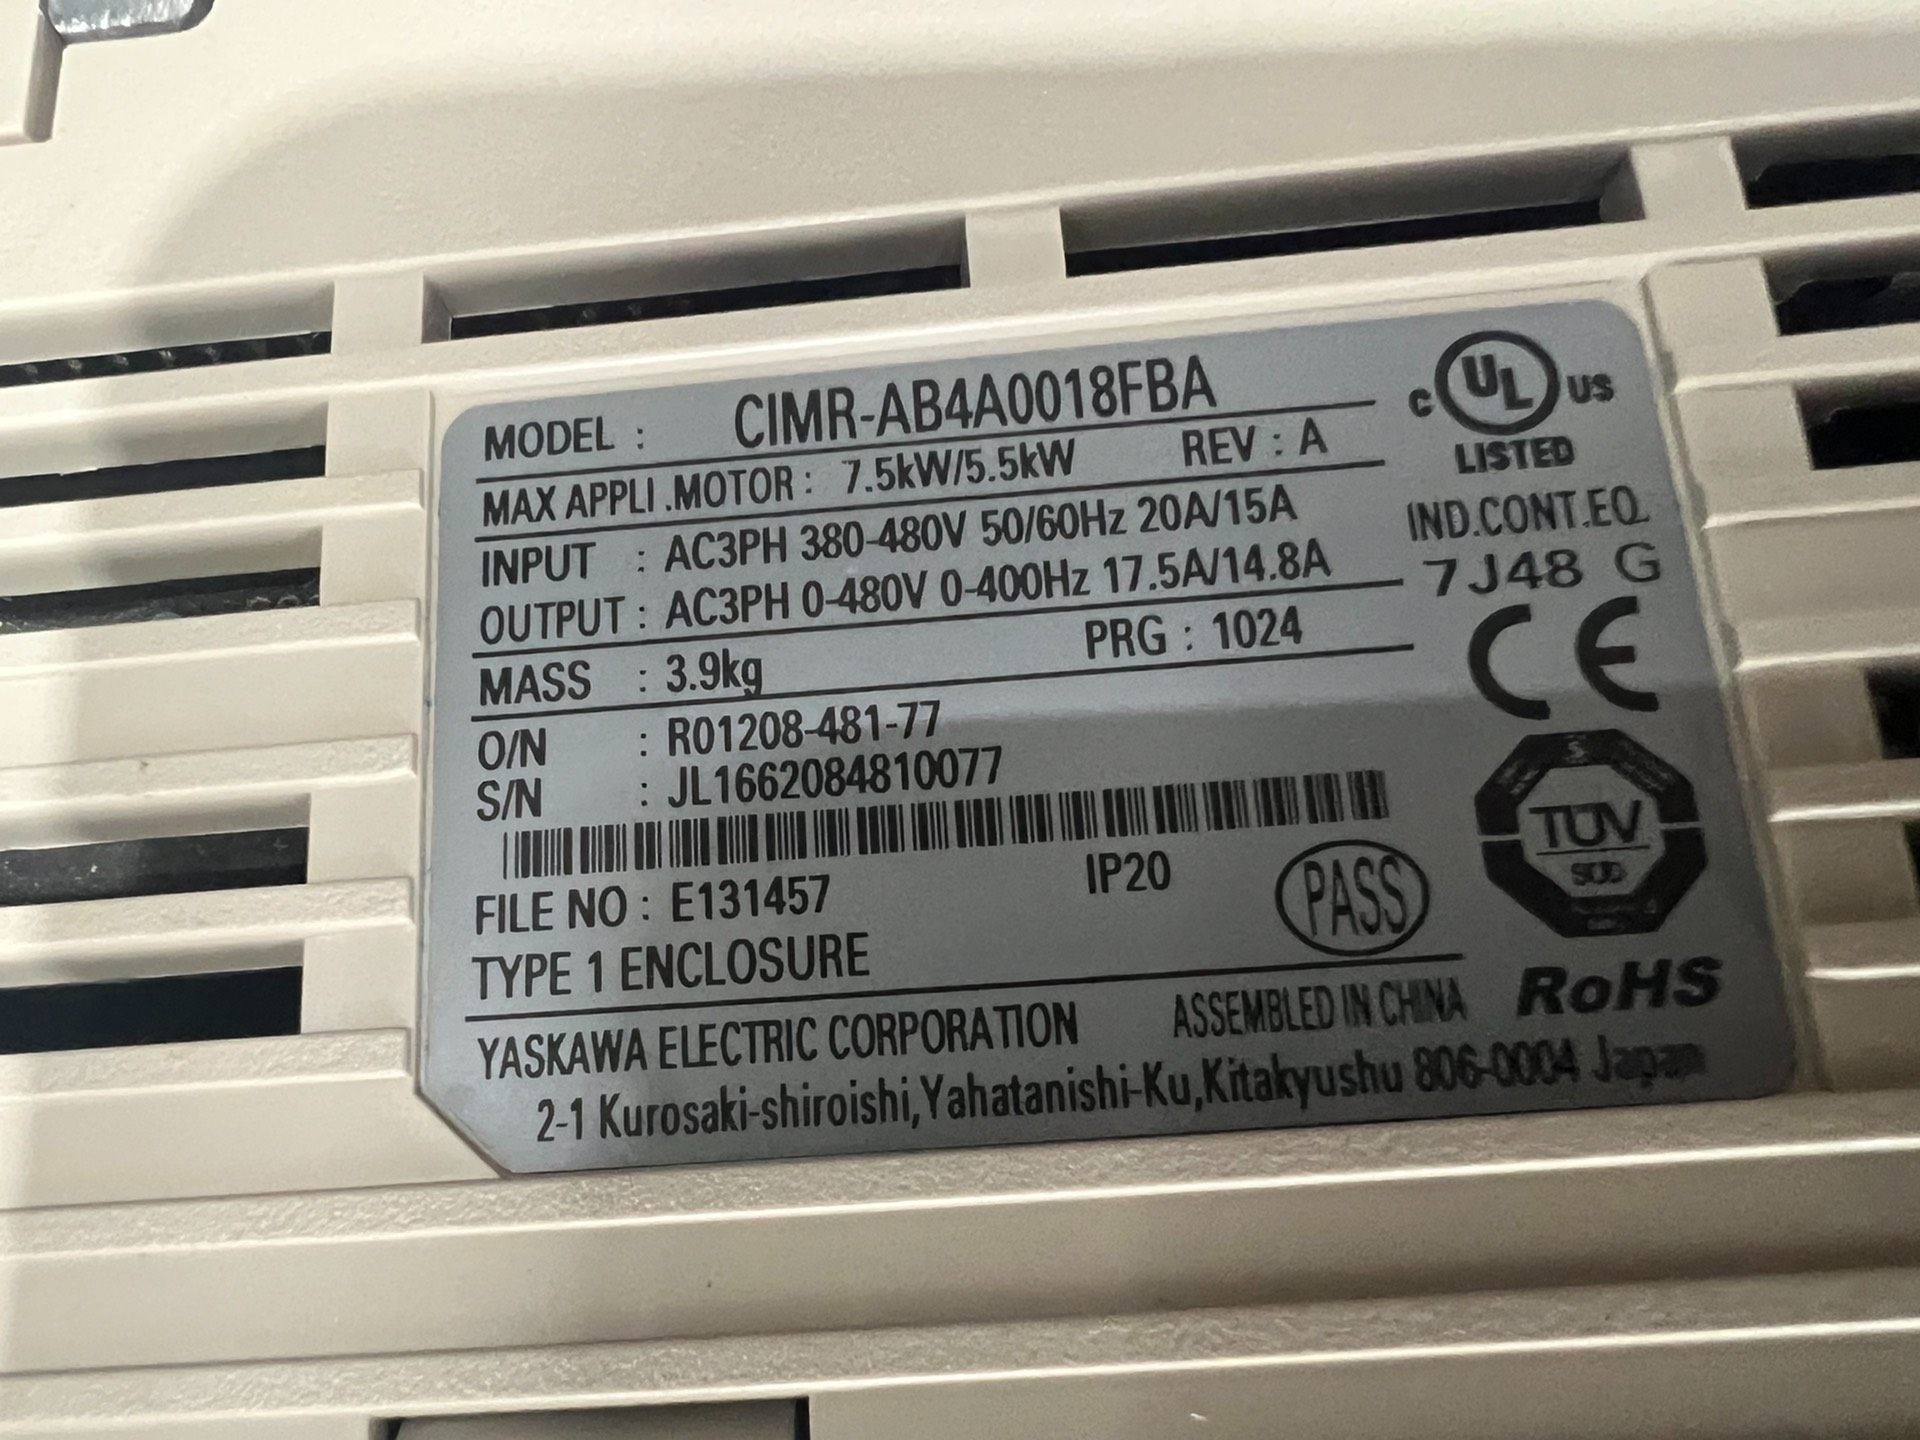 MODEL : CIMR-AB4A0018FBA
MAX APPLI .MOTOR : 7.5kW/5.5kW REV : A
INPUT : AC3PH 380-480V 50/60Hz 20A/15A
OUTPUT : AC3PH 0-480V 0-400Hz 17.5A/14.8A
MASS : 3.9kg PRG : 1024
O/N : R01208-481-77
S/N : JL1662084810077
FILE NO : E131457 IP20
PASS
TYPE 1 ENCLOSURE
YASKAWA ELECTRIC CORPORATION ASSEMBLED IN CHINA
2-1 Kurosaki-shiroishi,Yahatanishi-Ku,Kitakyushu 806-0004 Japan
C UL US
LISTED
IND.CONT.EQ.
7J48 G
CE
TÜV
SÜD
RoHS